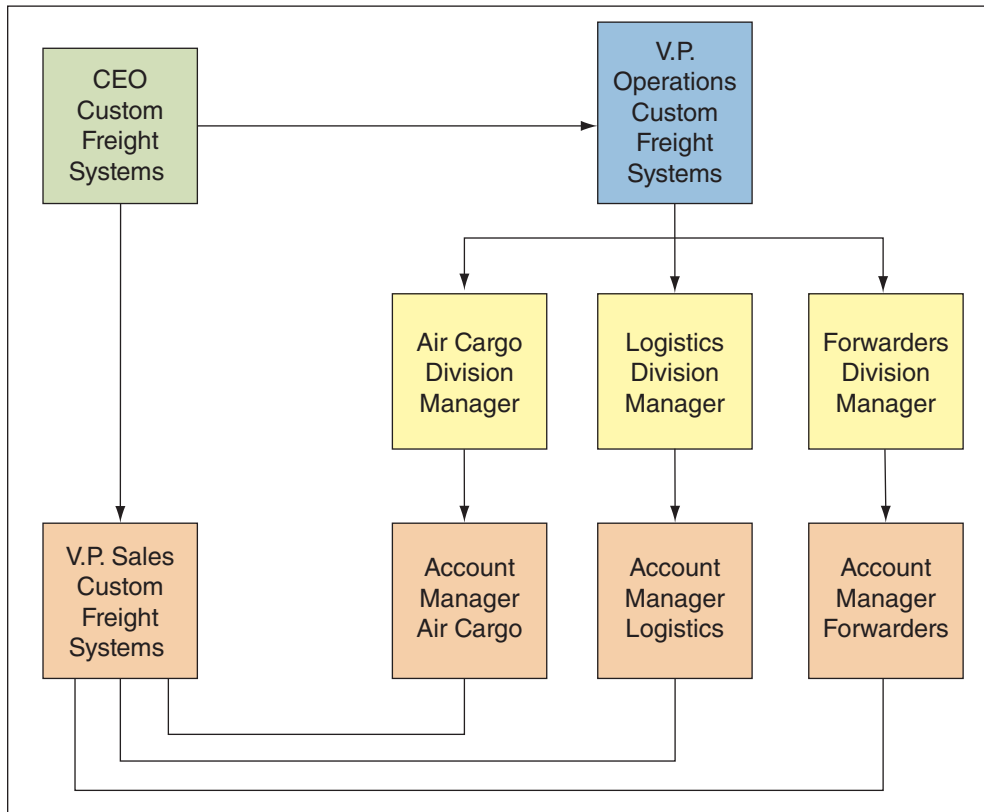 CEO
Custom
Freight
Systems
V.P.
Operations
Custom
Freight
Systems
Air Cargo
Division
Manager
Logistics
Division
Manager
Forwarders
Division
Manager
V.P. Sales
Custom
Freight
Systems
Account
Manager
Air Cargo
Account
Manager
Logistics
Account
Manager
Forwarders